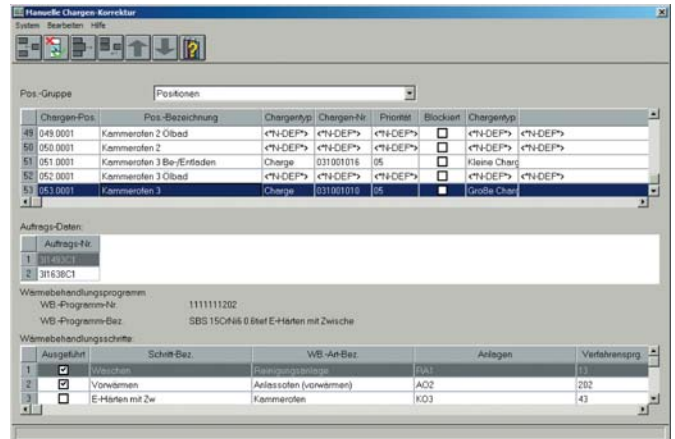 Manuelle Chargen-Korrektur
System Bearbeiten Hilfe
Pos.-Gruppe Positionen
Chargen-Pos. Pos.-Bezeichnung Chargentyp Chargen-Nr. Priorität Blockiert Chargentyp
49 049.0001 Kammerofen 2 Ölbad <*N-DEF*> <*N-DEF*> <*N-DEF*> <*N-DEF*> <*N-DEF*>
50 050.0001 Kammerofen 2 <*N-DEF*> <*N-DEF*> <*N-DEF*> <*N-DEF*> <*N-DEF*>
51 051.0001 Kammerofen 3 Be-/Entladen Charge 031001016 05 Kleine Charg
52 052.0001 Kammerofen 3 Ölbad <*N-DEF*> <*N-DEF*> <*N-DEF*> <*N-DEF*> <*N-DEF*>
53 053.0001 Kammerofen 3 Charge 031001010 05 Große Charg
Auftrags-Daten:
Auftrags-Nr.
1 3I1493C1
2 3I1638C1
Wärmebehandlungsprogramm
WB.-Programm-Nr. 1111111202
WB.-Programm-Bez. SBS 15CrNi6 0.6tief E-Härten mit Zwische
Wärmebehandlungsschritte:
Ausgeführt Schritt-Bez. WB.-Art-Bez. Anlagen Verfahrensprg.
1 Waschen Reinigungsanlage RA1 13
2 Vorwärmen Anlassofen (vorwärmen) AO2 202
3 E-Härten mit Zw Kammerofen KO3 43